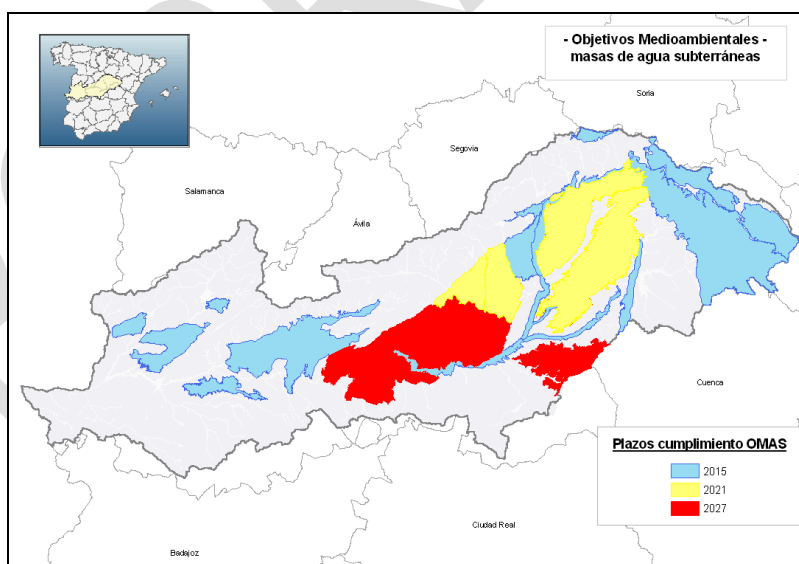 - Objetivos Medioambientales -
masas de agua subterráneas
Soria
Segovia
Salamanca
Ávila
Cuenca
Plazos cumplimiento OMAS
2015
2021
2027
Ciudad Real
Badajoz